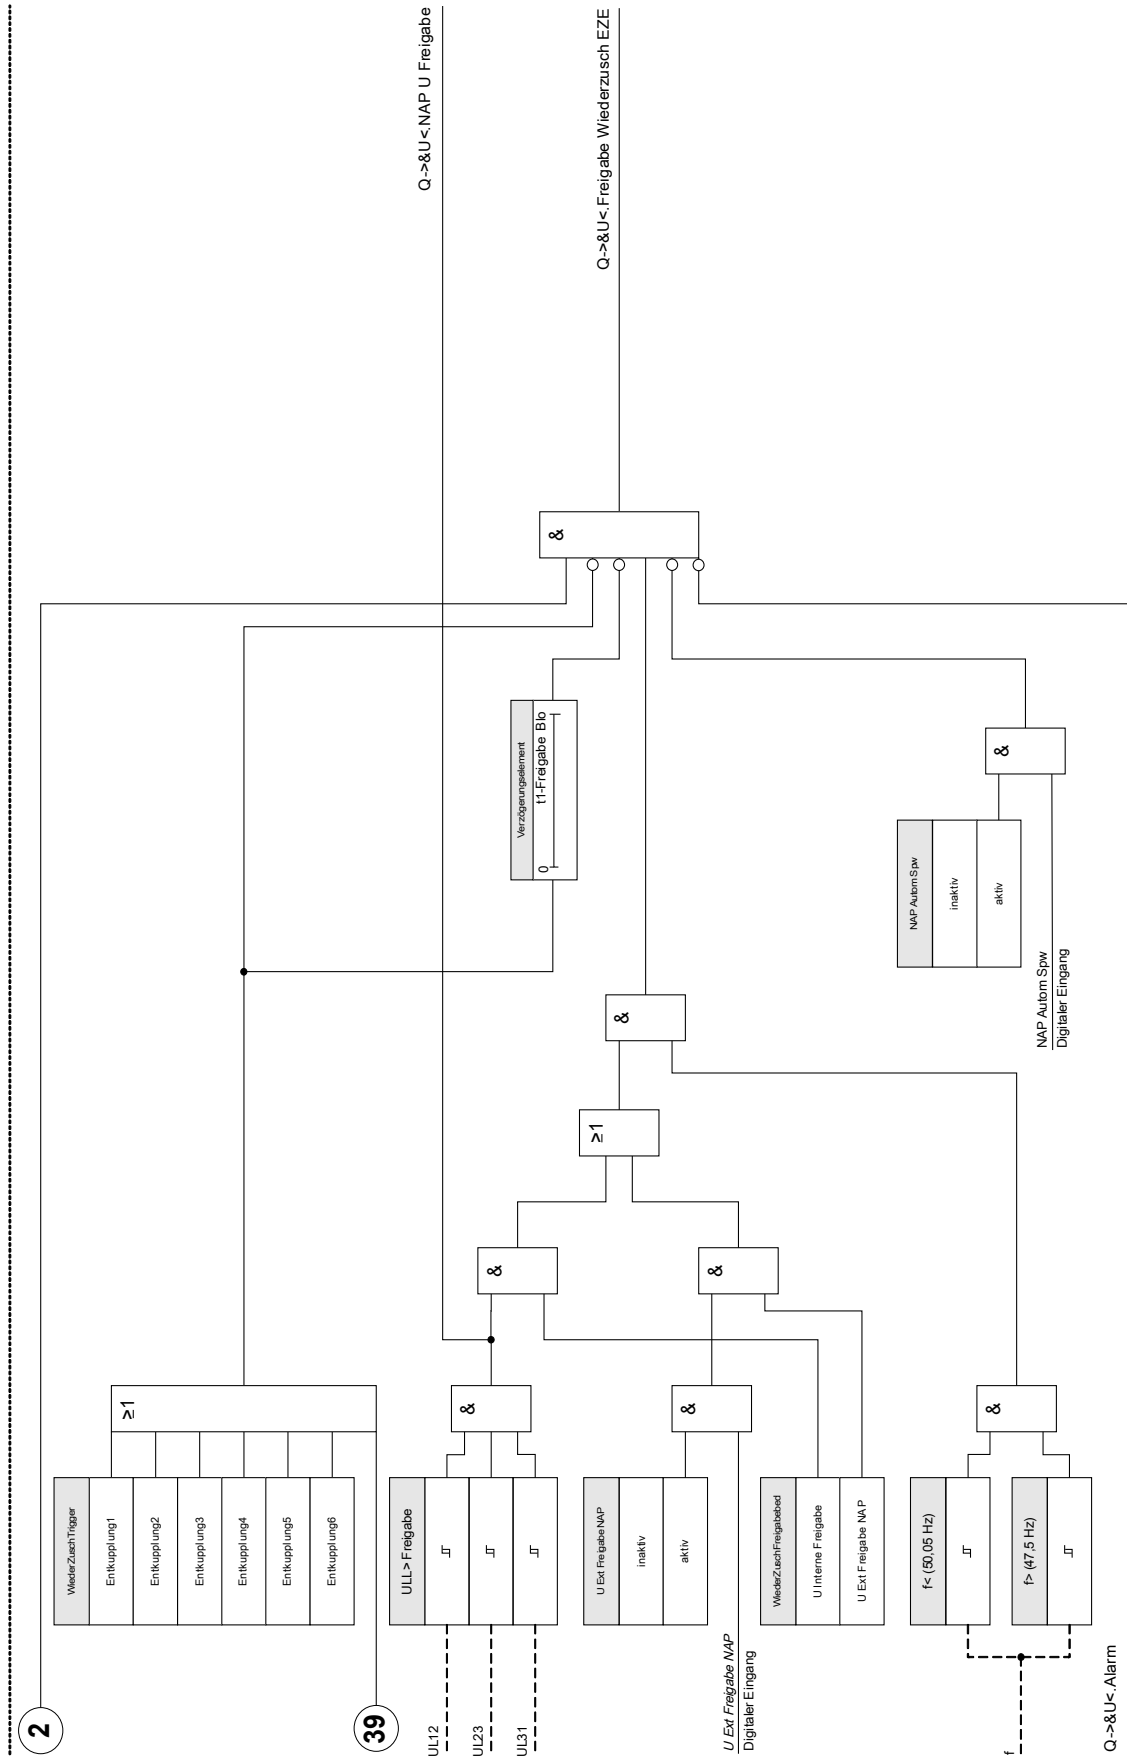 2
WiederZuschTrigger
Entkupplung1
Entkupplung2
Entkupplung3
Entkupplung4
Entkupplung5
Entkupplung6
≥1
39
Q->&U<.NAP U Freigabe
UL12
UL23
UL31
ULL> Freigabe
&
&
Verzögerungselement
0
t1-Freigabe Blo
&
Q->&U<.Freigabe Wiederzusch EZE
U Ext Freigabe NAP
inaktiv
aktiv
U Ext Freigabe NAP
Digitaler Eingang
&
&
≥1
&
WiederZuschFreigabebed
U Interne Freigabe
U Ext Freigabe NAP
NAP Autom Spw
inaktiv
aktiv
NAP Autom Spw
Digitaler Eingang
&
f< (50,05 Hz)
f> (47,5 Hz)
&
f
Q->&U<.Alarm